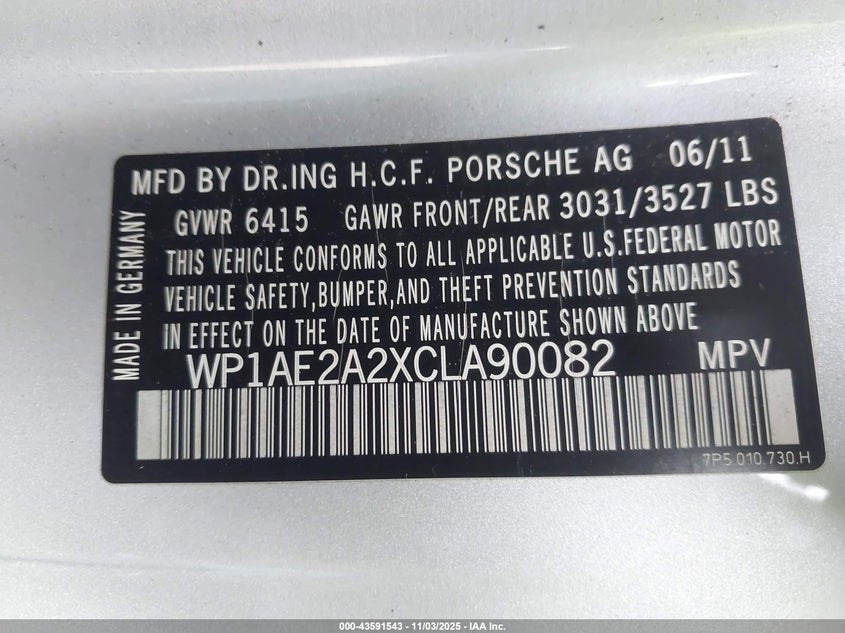 MFD BY DR.ING H.C.F. PORSCHE AG 06/11
GVWR 6415 GAWR FRONT/REAR 3031/3527 LBS
THIS VEHICLE CONFORMS TO ALL APPLICABLE U.S.FEDERAL MOTOR
VEHICLE SAFETY,BUMPER,AND THEFT PREVENTION STANDARDS
IN EFFECT ON THE DATE OF MANUFACTURE SHOWN ABOVE
MADE IN GERMANY
WP1AE2A2XCLA90082 MPV
7P5.010.730.H
000-43591543 - 11/03/2025 - IAA Inc.